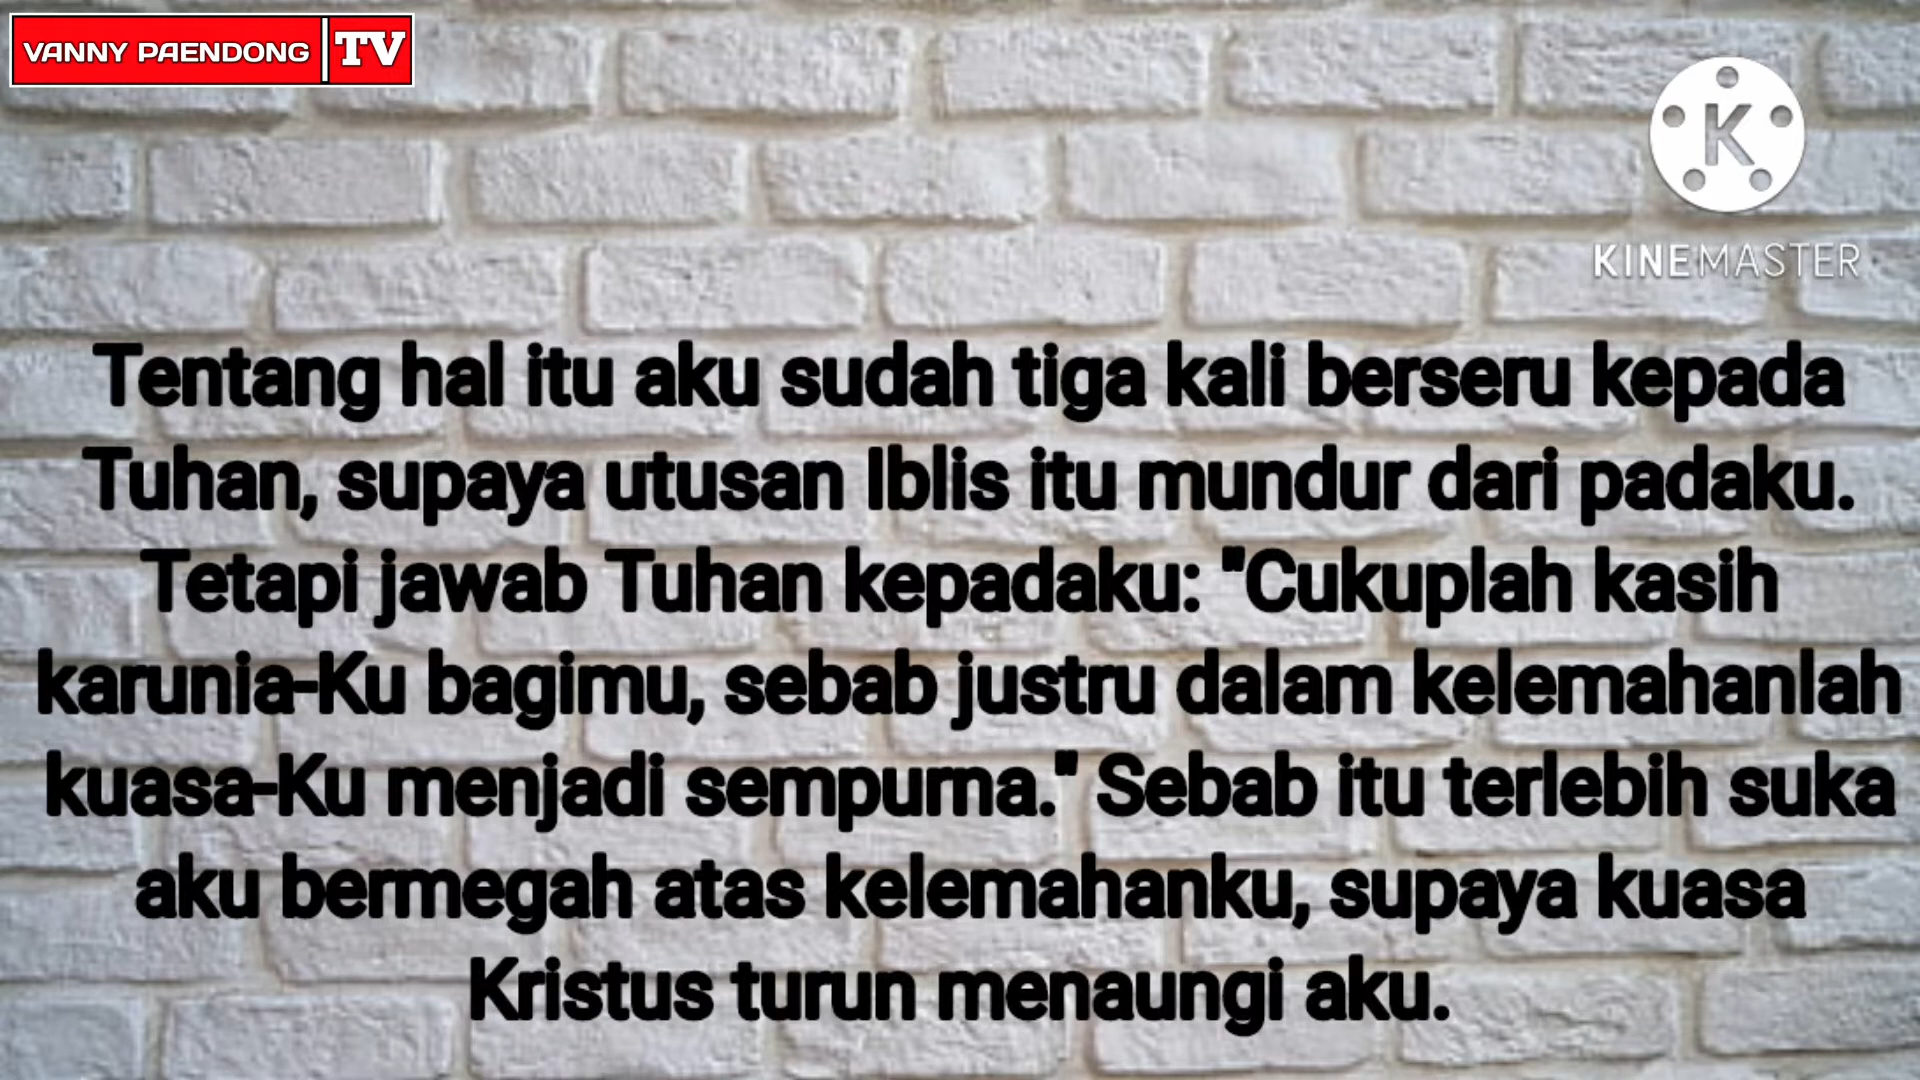 VANNY PAENDONG TV
K
KINEMASTER
Tentang hal itu aku sudah tiga kali berseru kepada
Tuhan, supaya utusan Iblis itu mundur dari padaku.
Tetapi jawab Tuhan kepadaku: "Cukuplah kasih
karunia-Ku bagimu, sebab justru dalam kelemahanlah
kuasa-Ku menjadi sempurna." Sebab itu terlebih suka
aku bermegah atas kelemahanku, supaya kuasa
Kristus turun menaungi aku.